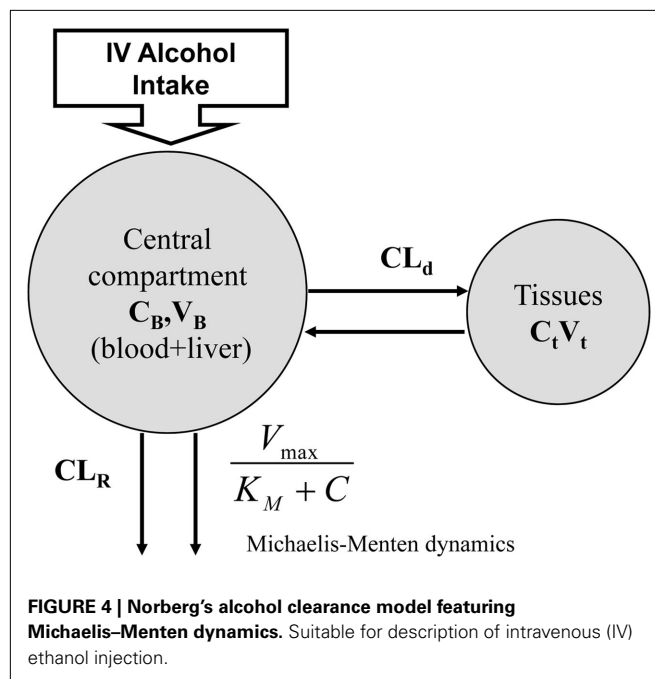 IV Alcohol
Intake
Central
compartment
C_B,V_B
(blood+liver)
CL_d
Tissues
C_tV_t
CL_R
V_max
K_M + C
Michaelis-Menten dynamics
FIGURE 4 | Norberg’s alcohol clearance model featuring
Michaelis–Menten dynamics. Suitable for description of intravenous (IV)
ethanol injection.